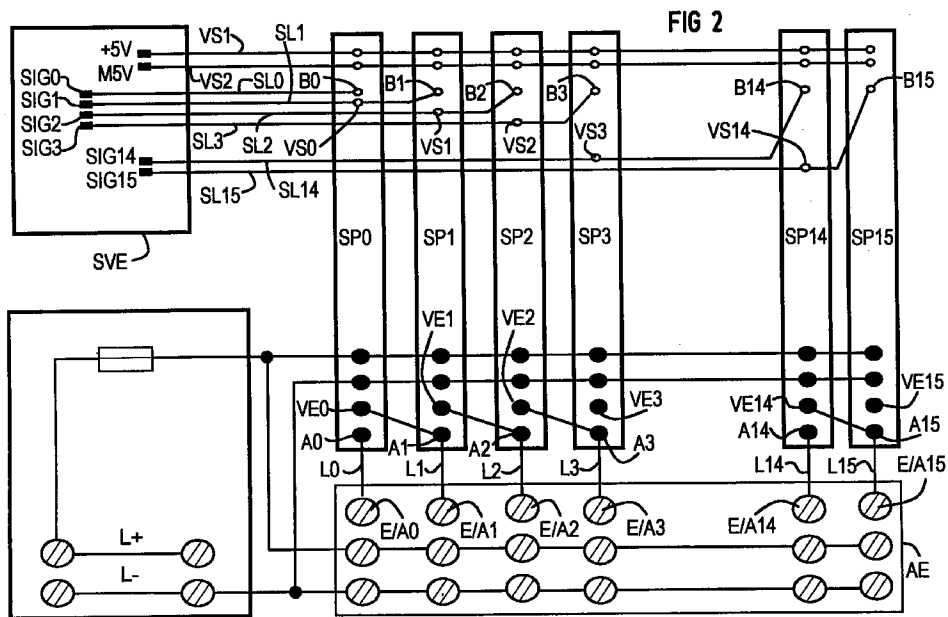 FIG 2
+5V
VS1
SL1
M5V
SIG0
VS2
SL0
B0
B1
B2
B3
B14
B15
SIG1
SIG2
SIG3
SL3
SL2
VS0
VS1
VS2
VS3
VS14
SIG14
SIG15
SL15
SL14
SVE
SP0
SP1
SP2
SP3
SP14
SP15
VE1
VE2
VE0
VE3
VE14
VE15
A0
A1
A2
A3
A14
A15
L0
L1
L2
L3
L14
L15
E/A15
E/A0
E/A1
E/A2
E/A3
E/A14
L+
L-
AE